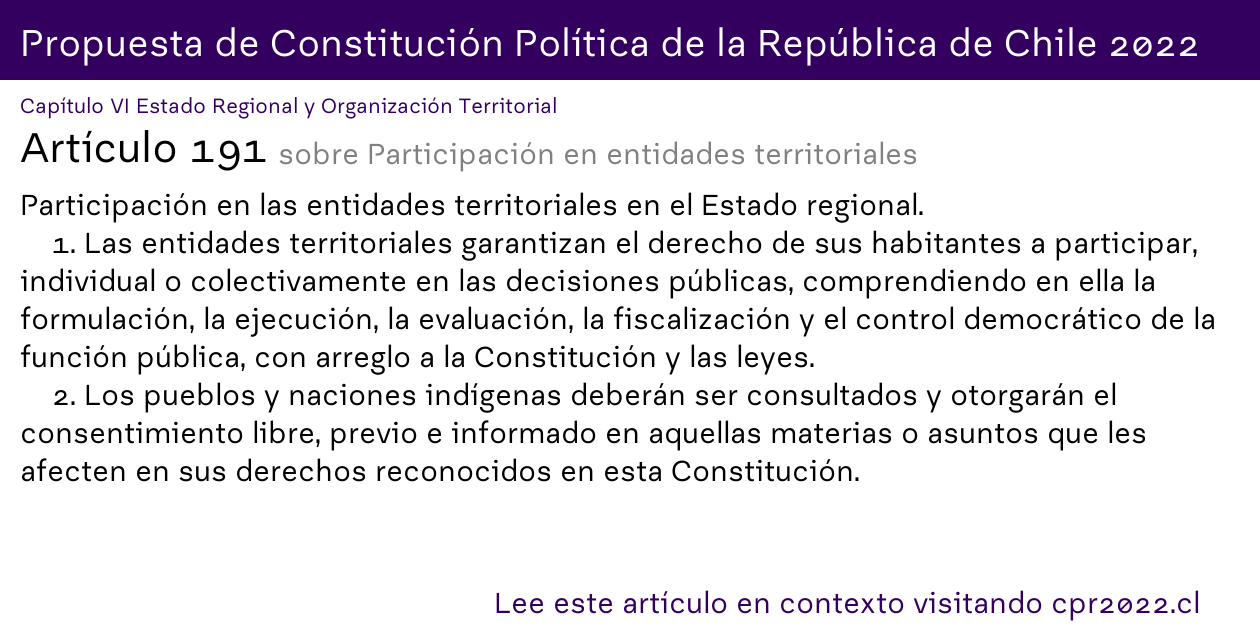 Propuesta de Constitución Política de la República de Chile 2022
Capítulo VI Estado Regional y Organización Territorial
Artículo 191 sobre Participación en entidades territoriales
Participación en las entidades territoriales en el Estado regional.
1. Las entidades territoriales garantizan el derecho de sus habitantes a participar,
individual o colectivamente en las decisiones públicas, comprendiendo en ella la
formulación, la ejecución, la evaluación, la fiscalización y el control democrático de la
función pública, con arreglo a la Constitución y las leyes.
2. Los pueblos y naciones indígenas deberán ser consultados y otorgarán el
consentimiento libre, previo e informado en aquellas materias o asuntos que les
afecten en sus derechos reconocidos en esta Constitución.
Lee este artículo en contexto visitando cpr2022.cl